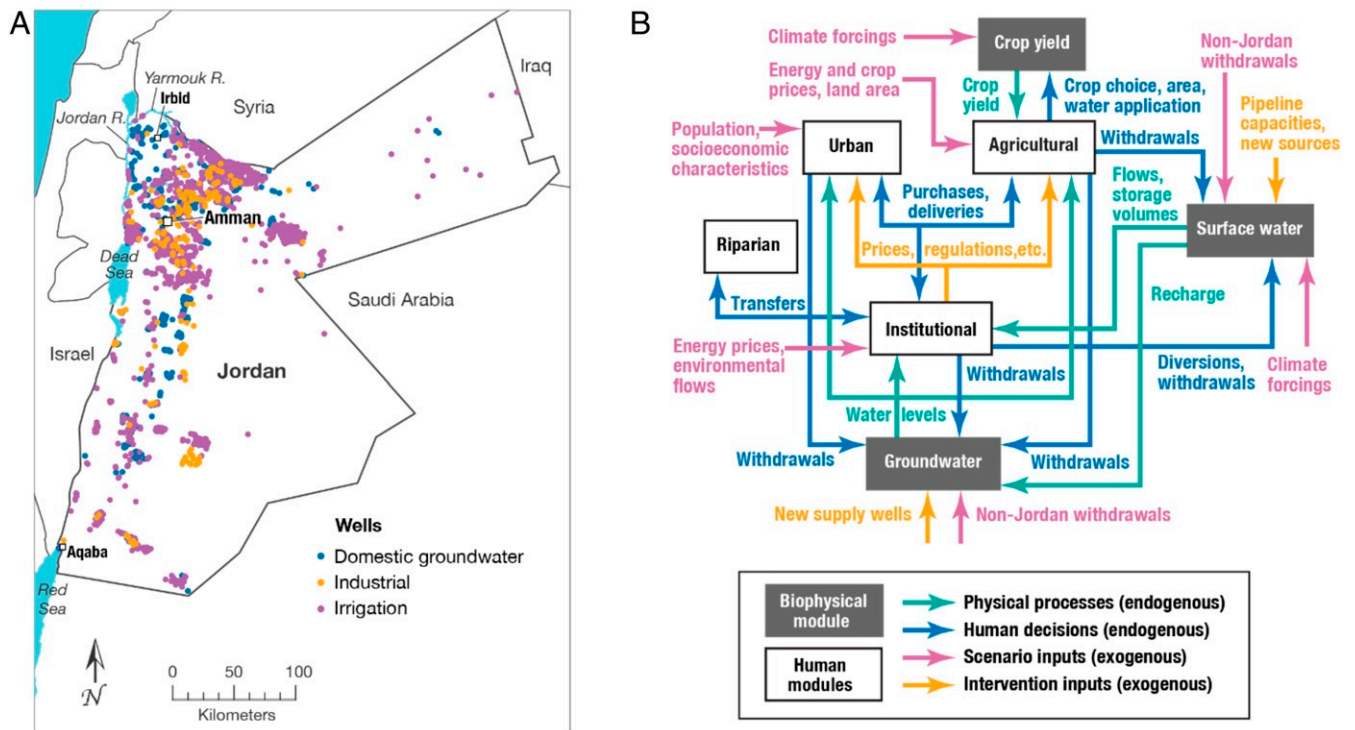 A
Yarmouk R.
Irbid
Syria
Iraq
Jordan R.
Amman
Dead
Sea
Saudi Arabia
Israel
Jordan
Wells
Domestic groundwater
Industrial
Irrigation
Aqaba
Red
Sea
N
0 50 100
Kilometers
B
Climate forcings
Crop yield
Non-Jordan
withdrawals
Energy and crop
prices, land area
Crop
yield
Crop choice, area,
water application
Pipeline
capacities,
new sources
Population,
socioeconomic
characteristics
Urban
Agricultural
Withdrawals
Flows,
storage
volumes
Purchases,
deliveries
Riparian
Surface water
Prices, regulations,etc.
Transfers
Recharge
Institutional
Energy prices,
environmental
flows
Withdrawals
Diversions,
withdrawals
Climate
forcings
Water levels
Withdrawals
Groundwater
Withdrawals
New supply wells
Non-Jordan withdrawals
Biophysical
module
Human
modules
Physical processes (endogenous)
Human decisions (endogenous)
Scenario inputs (exogenous)
Intervention inputs (exogenous)